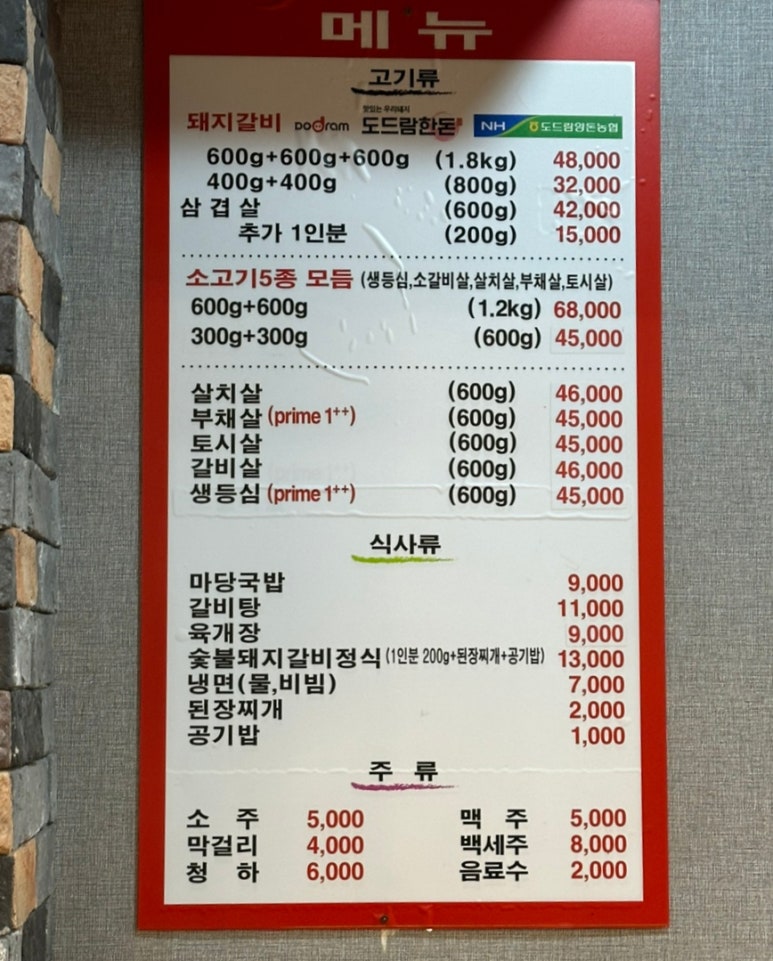 메뉴
고기류
맛있는 우리돼지
돼지갈비 DODram 도드람한돈 NH 도드람양돈농협
600g+600g+600g (1.8kg) 48,000
400g+400g (800g) 32,000
삼겹살 (600g) 42,000
추가 1인분 (200g) 15,000
소고기5종 모듬 (생등심,소갈비살,살치살,부채살,토시살)
600g+600g (1.2kg) 68,000
300g+300g (600g) 45,000
살치살 (600g) 46,000
부채살 (prime 1++) (600g) 45,000
토시살 (600g) 45,000
갈비살 (600g) 46,000
생등심 (prime 1++) (600g) 45,000
식사류
마당국밥 9,000
갈비탕 11,000
육개장 9,000
숯불돼지갈비정식 (1인분 200g+된장찌개+공기밥) 13,000
냉면(물,비빔) 7,000
된장찌개 2,000
공기밥 1,000
주 류
소 주 5,000 맥 주 5,000
막걸리 4,000 백세주 8,000
청 하 6,000 음료수 2,000